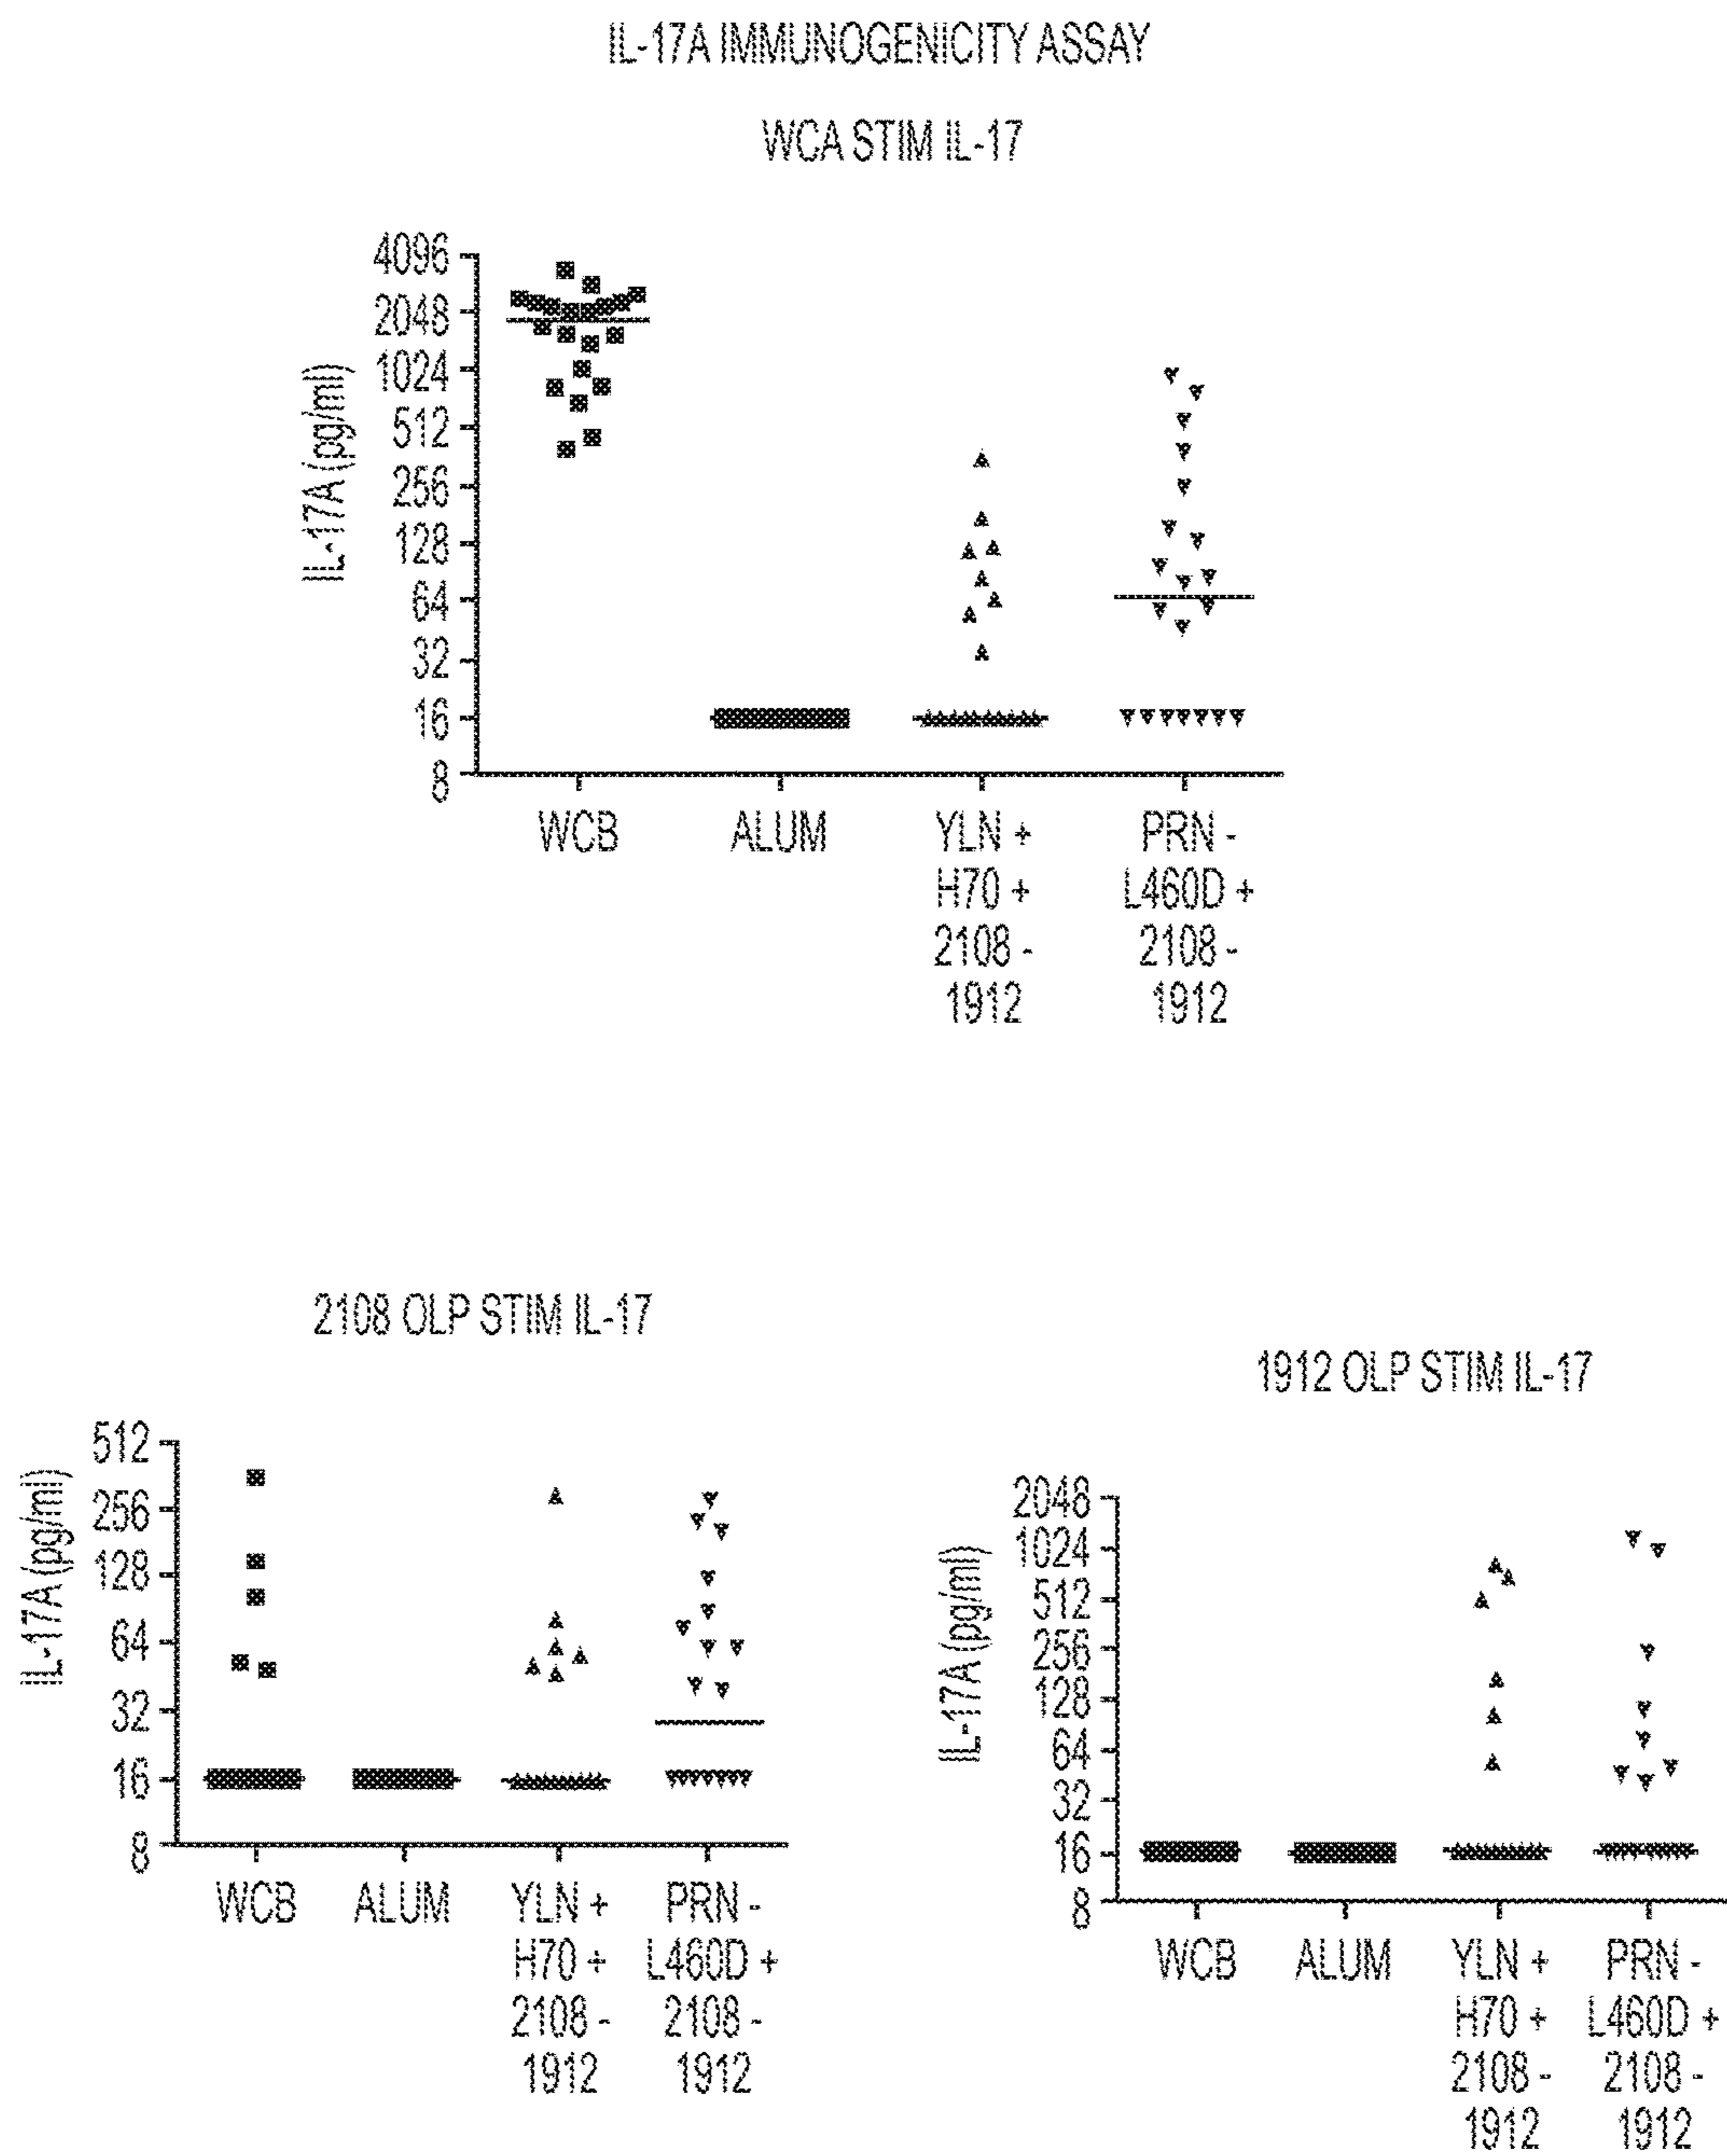 IL-17A IMMUNOGENICITY ASSAY
WCA STIM IL-17
IL-17A (pg/ml)
4096
2048
1024
512
256
128
64
32
16
8
WCB
ALUM
YLN +
H70 +
2108 -
1912
PRN -
L460D +
2108 -
1912
2108 OLP STIM IL-17
IL-17A (pg/ml)
512
256
128
64
32
16
8
WCB
ALUM
YLN +
H70 +
2108 -
1912
PRN -
L460D +
2108 -
1912
1912 OLP STIM IL-17
IL-17A (pg/ml)
2048
1024
512
256
128
64
32
16
8
WCB
ALUM
YLN +
H70 +
2108 -
1912
PRN -
L460D +
2108 -
1912